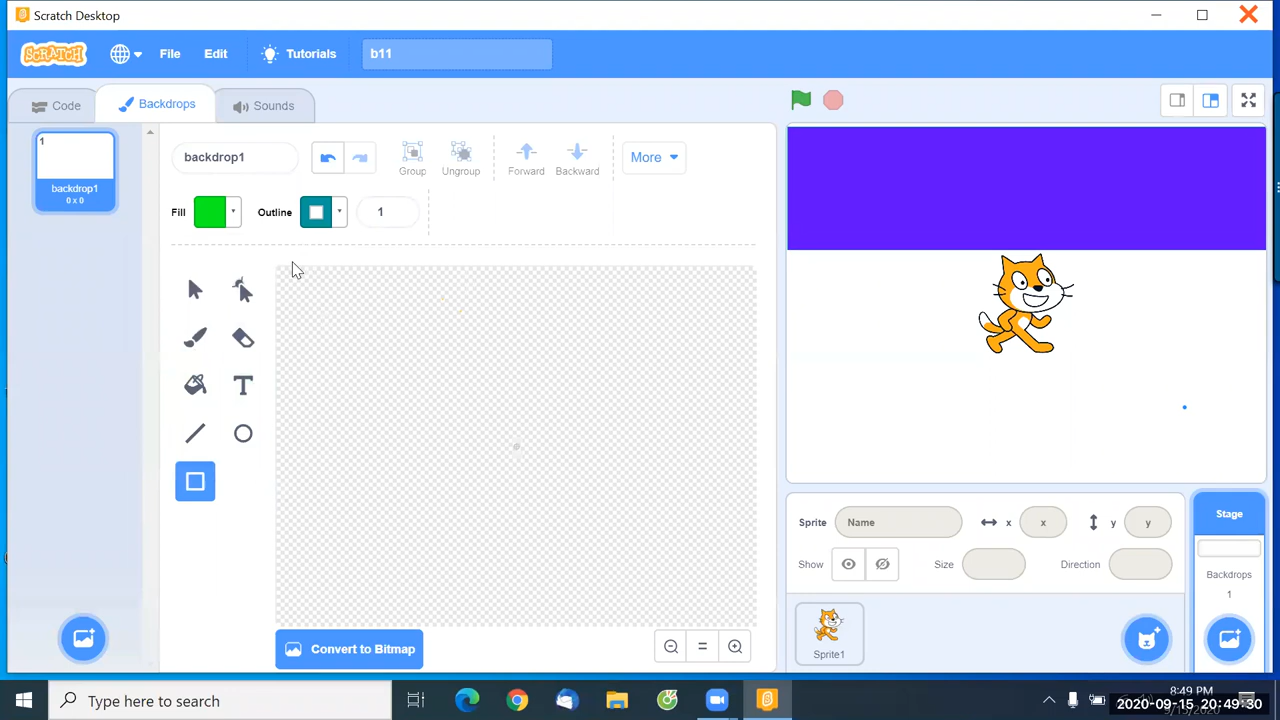 Scratch Desktop
SCRATCH File Edit Tutorials b11
Code Backdrops Sounds
1
backdrop1
0 x 0
backdrop1 Group Ungroup Forward Backward More
Fill Outline 1
Convert to Bitmap
Sprite Name x x y y
Show Size Direction
Sprite1
Stage
Backdrops
1
Type here to search
8:49 PM
2020-09-15 20:49:30